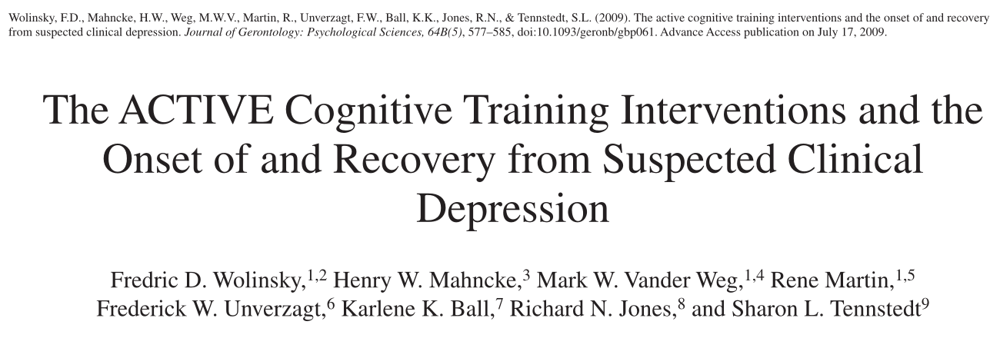 Wolinsky, F.D., Mahncke, H.W., Weg, M.W.V., Martin, R., Unverzagt, F.W., Ball, K.K., Jones, R.N., & Tennstedt, S.L. (2009). The active cognitive training interventions and the onset of and recovery
from suspected clinical depression. Journal of Gerontology: Psychological Sciences, 64B(5), 577–585, doi:10.1093/geronb/gbp061. Advance Access publication on July 17, 2009.
The ACTIVE Cognitive Training Interventions and the
Onset of and Recovery from Suspected Clinical
Depression
Fredric D. Wolinsky,1,2 Henry W. Mahncke,3 Mark W. Vander Weg,1,4 Rene Martin,1,5
Frederick W. Unverzagt,6 Karlene K. Ball,7 Richard N. Jones,8 and Sharon L. Tennstedt9